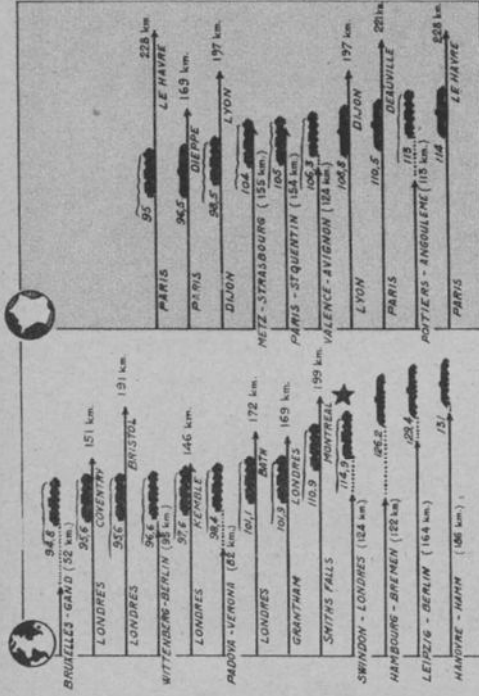 94,8
BRUXELLES-GAND (52 km.)
95,6 151 km.
LONDRES COVENTRY
95,6 191 km.
LONDRES BRISTOL
96,6
WITTENBERG-BERLIN (95 km.)
97,6 146 km.
LONDRES KEMBLE
98,4
PADOVA-VERONA (82 km.)
101,1 172 km.
LONDRES BATH
101,3 169 km.
GRANTHAM LONDRES
110,9 199 km.
SMITHS FALLS MONTREAL
114,9
SWINDON - LONDRES (124 km.)
126,2
HAMBOURG - BREMEN (122 km.)
129,4
LEIPZIG - BERLIN (164 km.)
131
HANOVRE - HAMM (186 km.)
95 228 km.
PARIS LE HAVRE
96,5 169 km.
PARIS DIEPPE
98,5 197 km.
DIJON LYON
104
METZ-STRASBOURG (155 km.)
105
PARIS - ST QUENTIN (154 km.)
106,3
VALENCE-AVIGNON (124 km.)
108,8 197 km.
LYON DIJON
110,5 221 km.
PARIS DEAUVILLE
113
POITIERS - ANGOULEME (113 km.)
114 228 km.
PARIS LE HAVRE